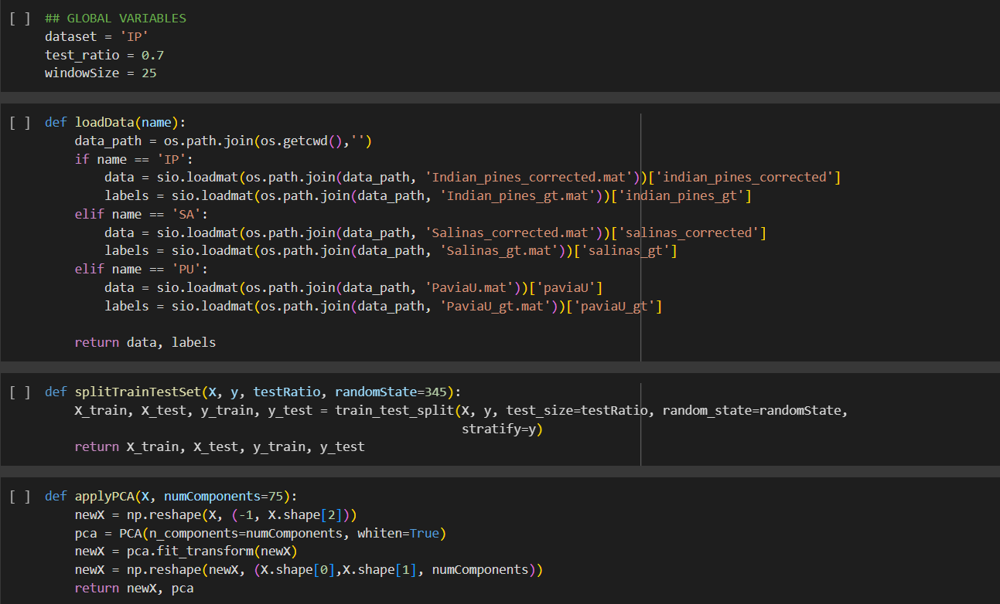 [ ] ## GLOBAL VARIABLES
dataset = 'IP'
test_ratio = 0.7
windowSize = 25
[ ] def loadData(name):
    data_path = os.path.join(os.getcwd(),'')
    if name == 'IP':
        data = sio.loadmat(os.path.join(data_path, 'Indian_pines_corrected.mat'))['indian_pines_corrected']
        labels = sio.loadmat(os.path.join(data_path, 'Indian_pines_gt.mat'))['indian_pines_gt']
    elif name == 'SA':
        data = sio.loadmat(os.path.join(data_path, 'Salinas_corrected.mat'))['salinas_corrected']
        labels = sio.loadmat(os.path.join(data_path, 'Salinas_gt.mat'))['salinas_gt']
    elif name == 'PU':
        data = sio.loadmat(os.path.join(data_path, 'PaviaU.mat'))['paviaU']
        labels = sio.loadmat(os.path.join(data_path, 'PaviaU_gt.mat'))['paviaU_gt']
    return data, labels
[ ] def splitTrainTestSet(X, y, testRatio, randomState=345):
    X_train, X_test, y_train, y_test = train_test_split(X, y, test_size=testRatio, random_state=randomState,
                                                        stratify=y)
    return X_train, X_test, y_train, y_test
[ ] def applyPCA(X, numComponents=75):
    newX = np.reshape(X, (-1, X.shape[2]))
    pca = PCA(n_components=numComponents, whiten=True)
    newX = pca.fit_transform(newX)
    newX = np.reshape(newX, (X.shape[0],X.shape[1], numComponents))
    return newX, pca